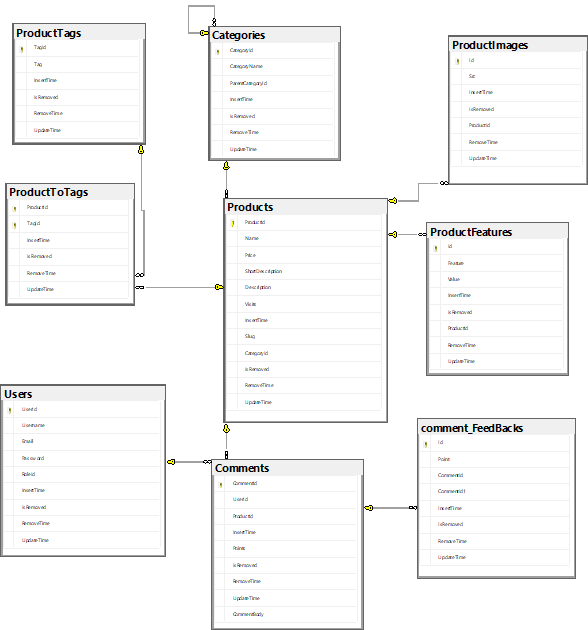 ProductTags
TagId
Tag
InsertTime
IsRemoved
RemoveTime
UpdateTime
Categories
CategoryId
CategoryName
ParentCategoryId
InsertTime
IsRemoved
RemoveTime
UpdateTime
ProductImages
Id
Src
InsertTime
IsRemoved
ProductId
RemoveTime
UpdateTime
ProductToTags
ProductId
TagId
InsertTime
IsRemoved
RemoveTime
UpdateTime
Products
ProductId
Name
Price
ShortDescription
Description
Visits
InsertTime
Slug
CategoryId
IsRemoved
RemoveTime
UpdateTime
ProductFeatures
Id
Feature
Value
InsertTime
IsRemoved
ProductId
RemoveTime
UpdateTime
Users
UserId
Username
Email
Password
RoleId
InsertTime
IsRemoved
RemoveTime
UpdateTime
Comments
CommentId
UserId
ProductId
InsertTime
Points
IsRemoved
RemoveTime
UpdateTime
CommentBody
comment_FeedBacks
Id
Point
CommentId
CommentId1
InsertTime
IsRemoved
RemoveTime
UpdateTime